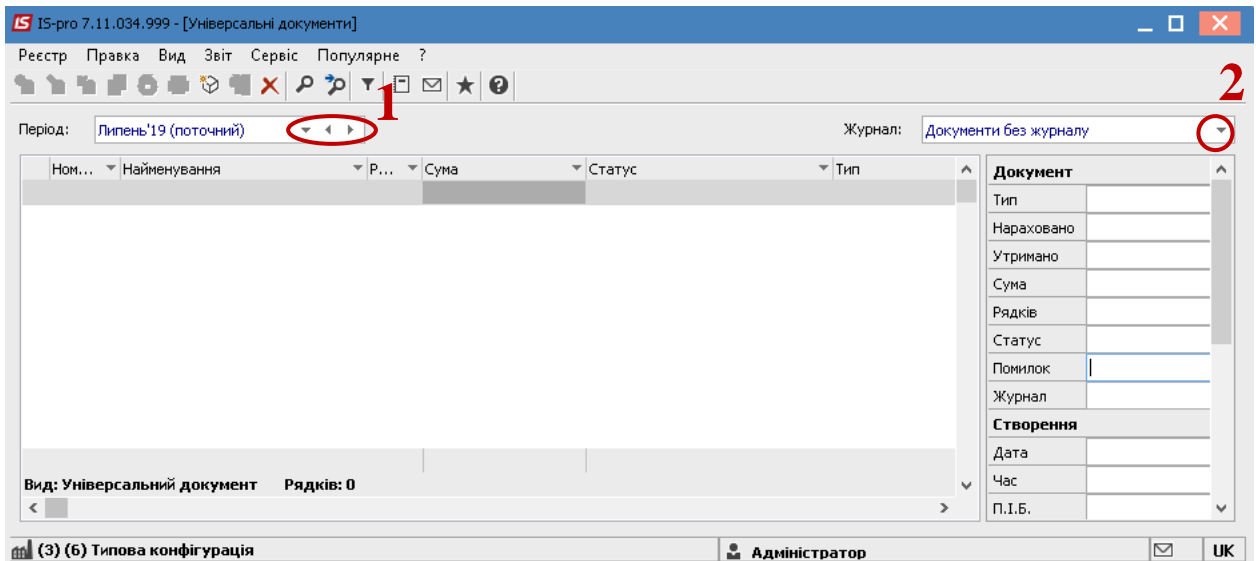 IS-pro 7.11.034.999 - [Універсальні документи]
Реєстр Правка Вид Звіт Сервіс Популярне ?
1
2
Період: Липень'19 (поточний) Журнал: Документи без журналу
Ном... Найменування Р... Сума Статус Тип
Документ
Тип
Нараховано
Утримано
Сума
Рядків
Статус
Помилок
Журнал
Створення
Дата
Час
П.І.Б.
Вид: Універсальний документ Рядків: 0
(3) (6) Типова конфігурація Адміністратор UK